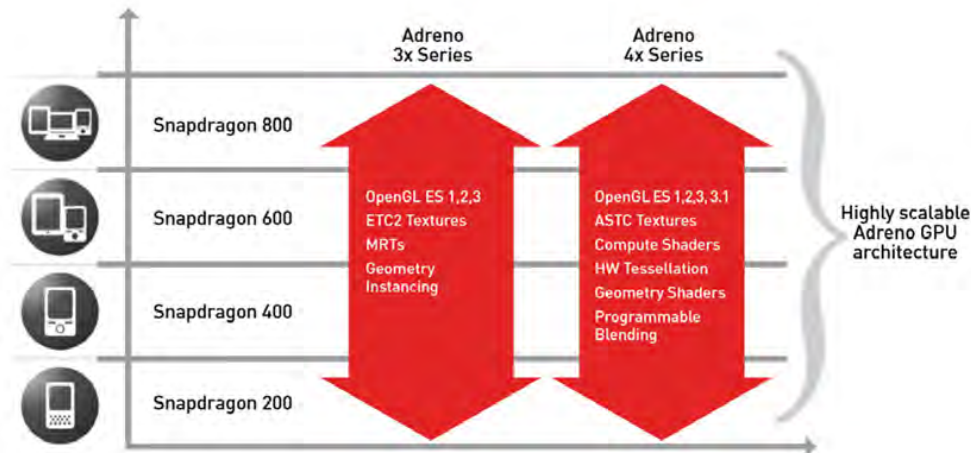 Adreno
3x Series
Adreno
4x Series
Snapdragon 800
Snapdragon 600
Snapdragon 400
Snapdragon 200
OpenGL ES 1,2,3
ETC2 Textures
MRTs
Geometry
Instancing
OpenGL ES 1,2,3, 3.1
ASTC Textures
Compute Shaders
HW Tessellation
Geometry Shaders
Programmable
Blending
Highly scalable
Adreno GPU
architecture